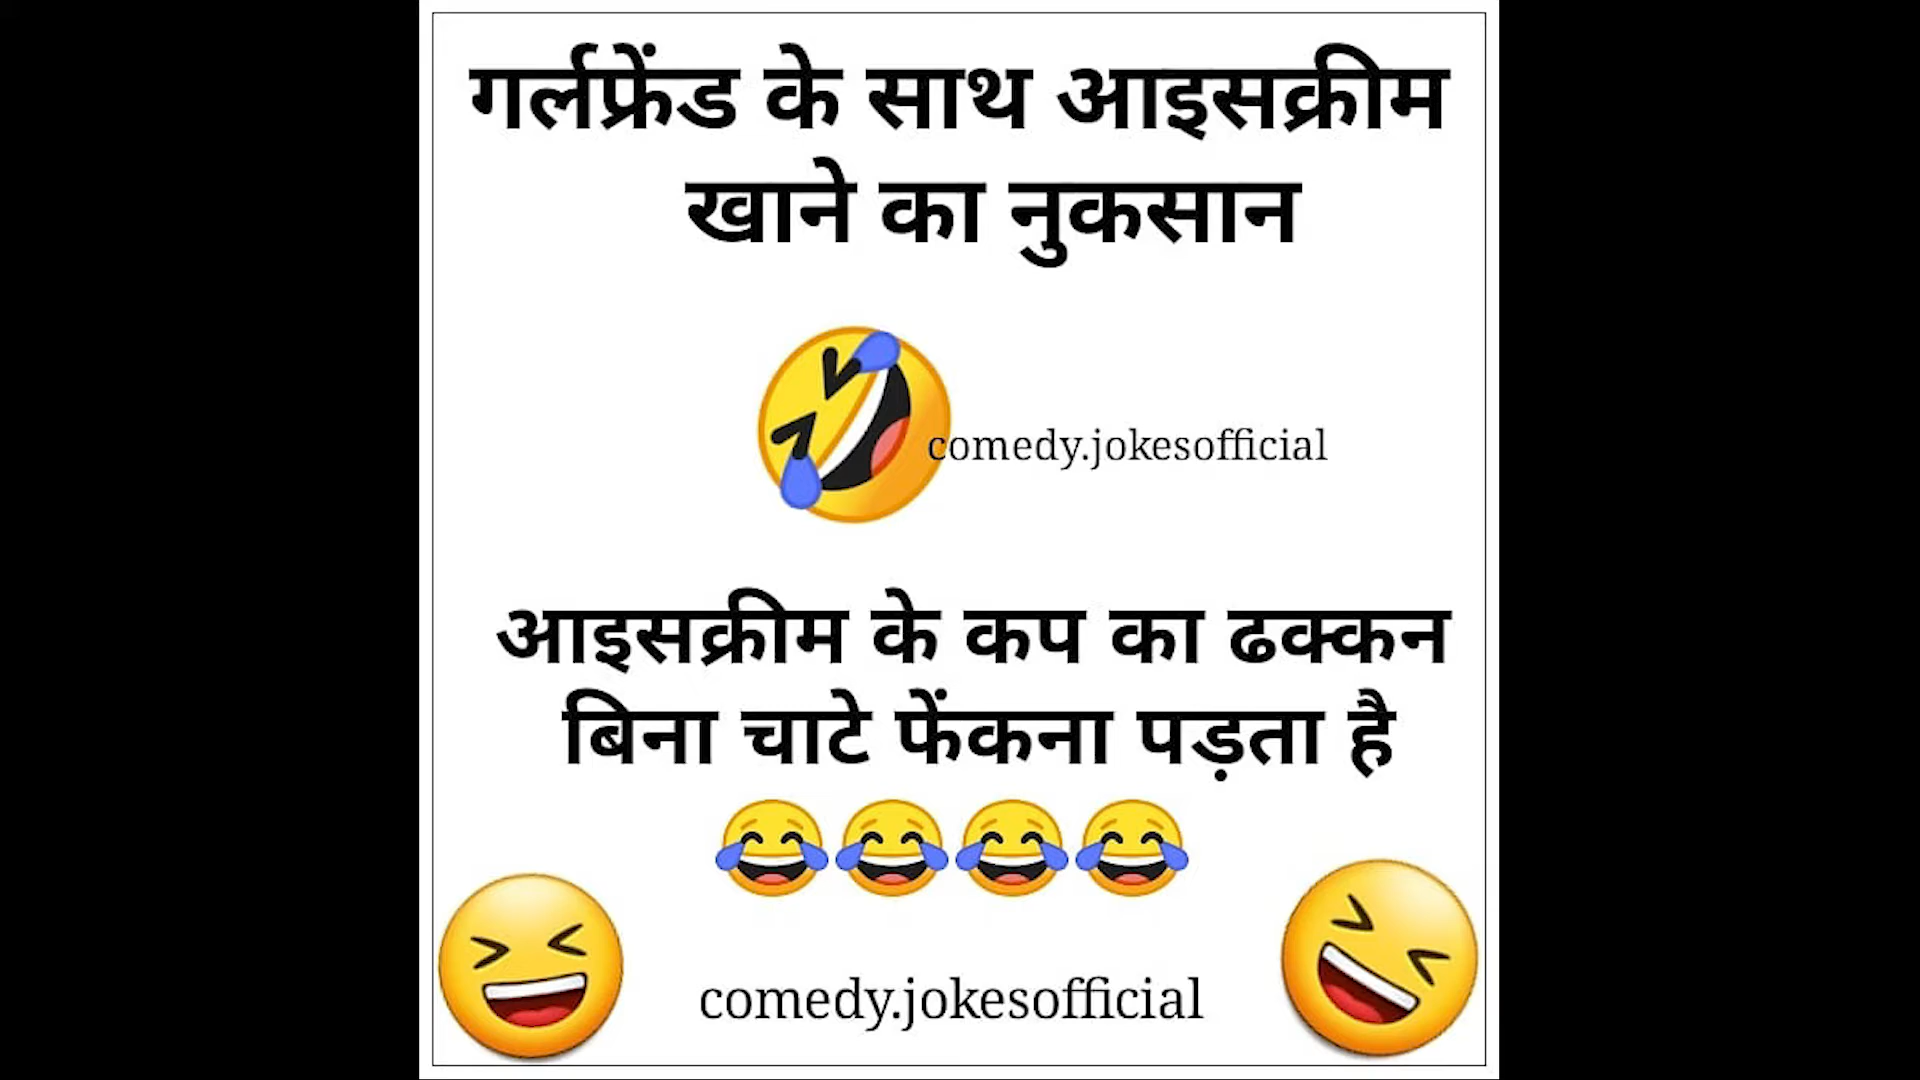 गर्लफ्रेंड के साथ आइसक्रीम
खाने का नुकसान
comedy.jokesofficial
आइसक्रीम के कप का ढक्कन
बिना चाटे फेंकना पड़ता है
comedy.jokesofficial